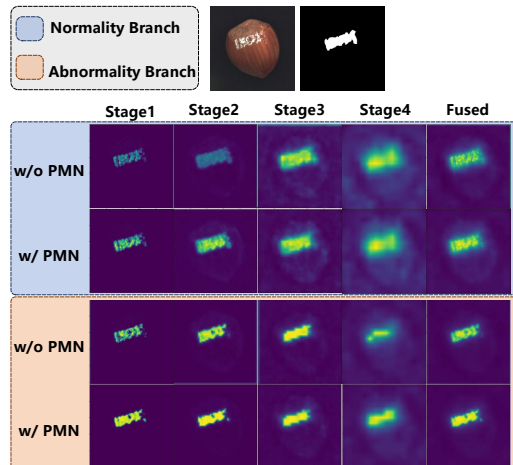 Normality Branch
Abnormality Branch
Stage1 Stage2 Stage3 Stage4 Fused
w/o PMN
w/ PMN
w/o PMN
w/ PMN